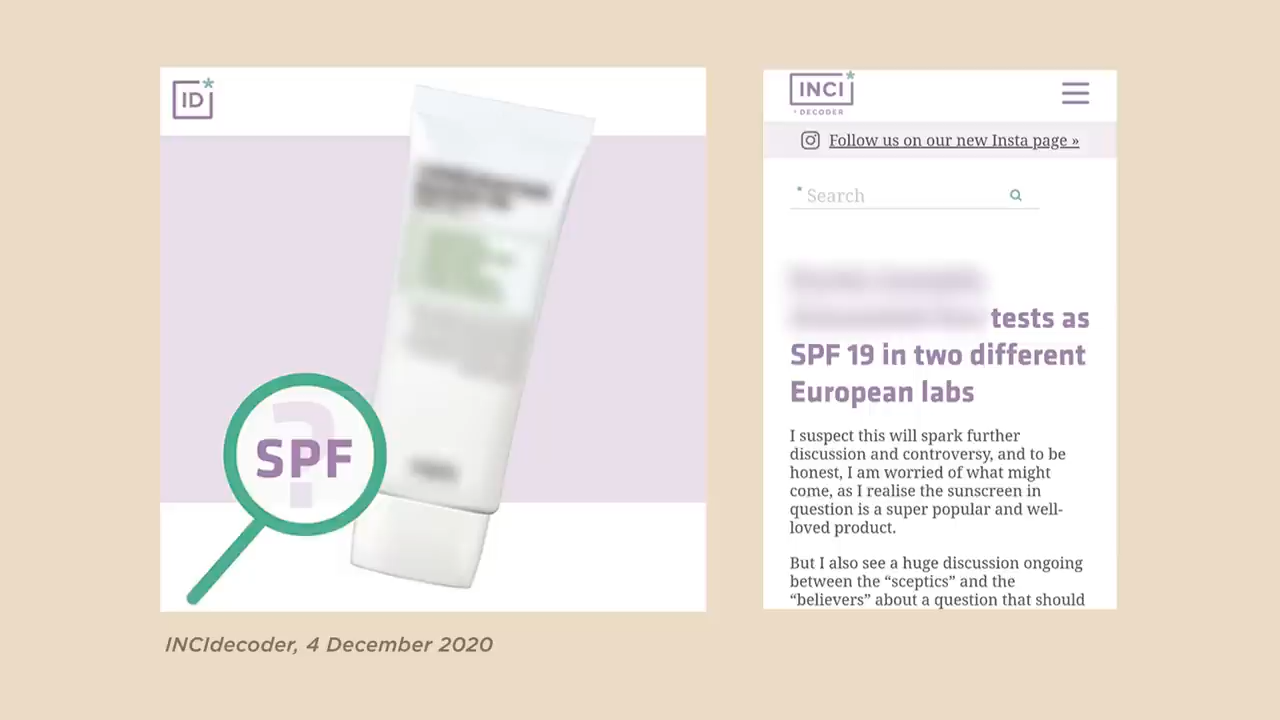 ID*
SPF
?
INCIdecoder, 4 December 2020
INCI*
• DECODER
Follow us on our new Insta page »
* Search
tests as
SPF 19 in two different
European labs
I suspect this will spark further
discussion and controversy, and to be
honest, I am worried of what might
come, as I realise the sunscreen in
question is a super popular and well-
loved product.
But I also see a huge discussion ongoing
between the “sceptics” and the
“believers” about a question that should